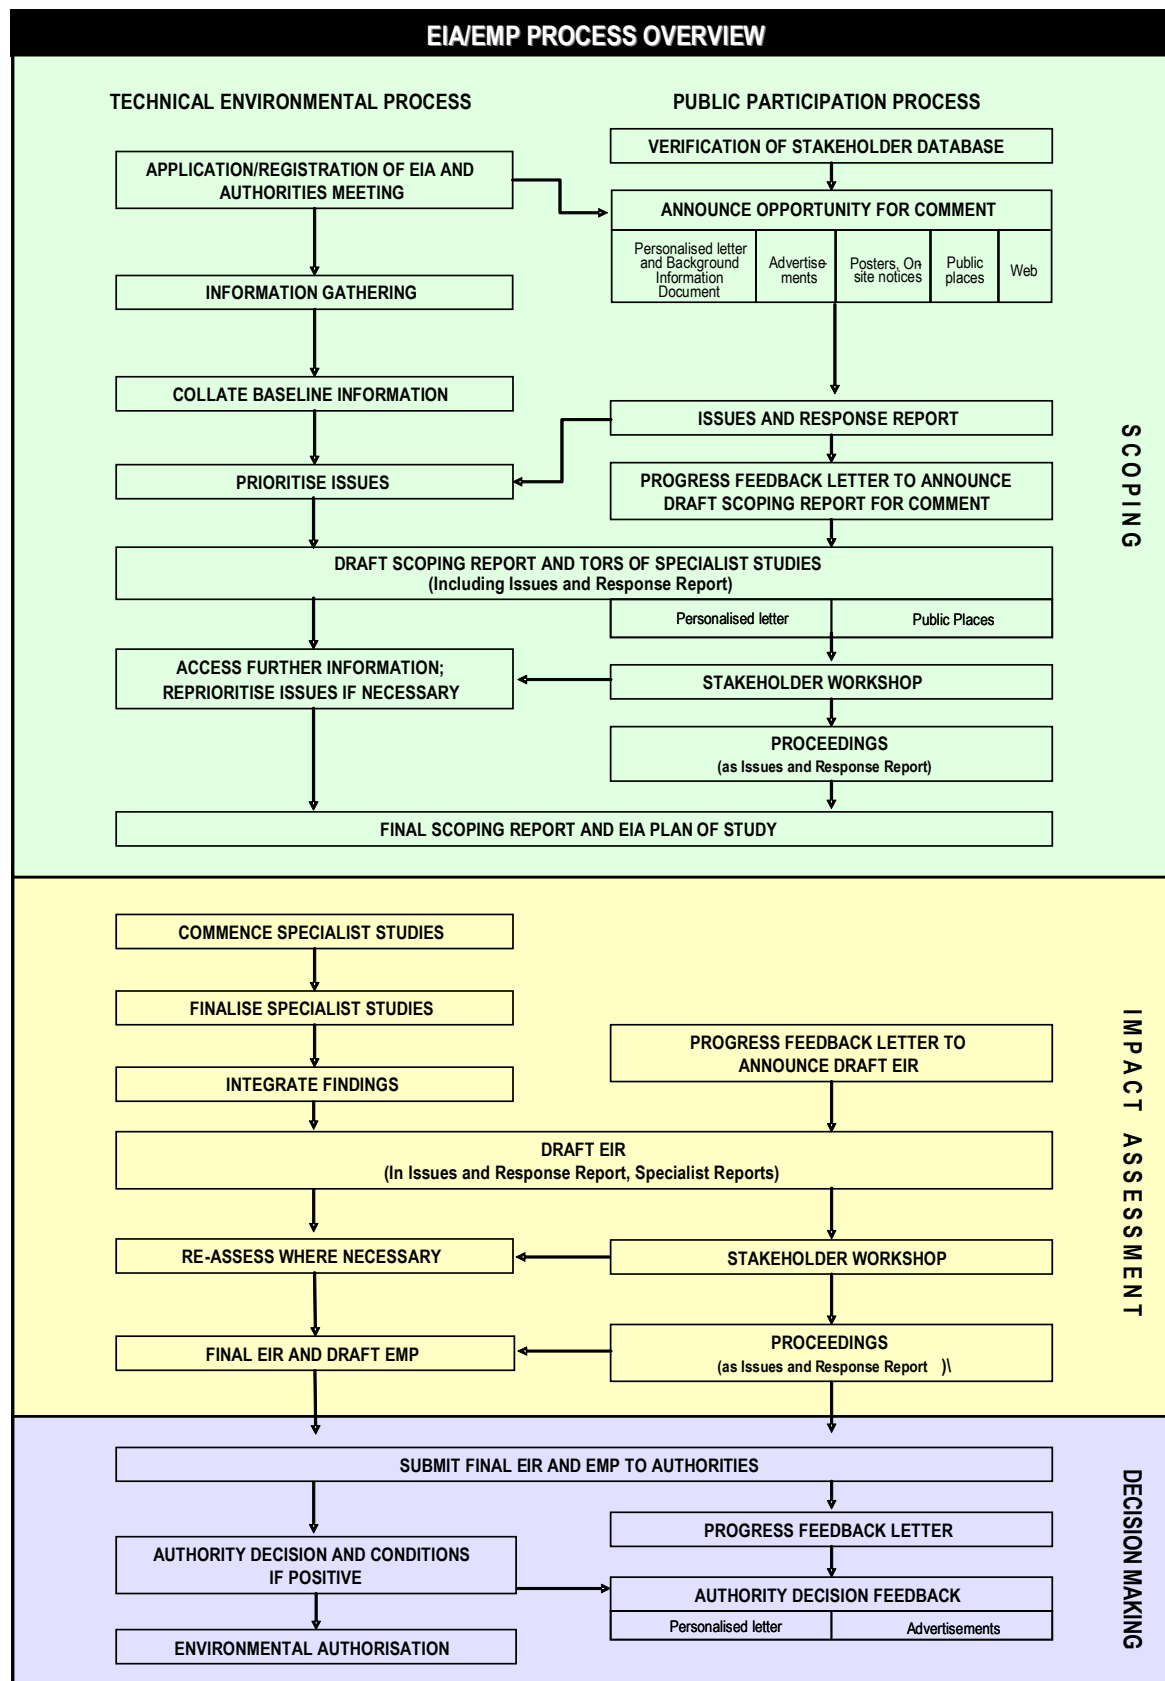 EIA/EMP PROCESS OVERVIEW
TECHNICAL ENVIRONMENTAL PROCESS
PUBLIC PARTICIPATION PROCESS
VERIFICATION OF STAKEHOLDER DATABASE
APPLICATION/REGISTRATION OF EIA AND
AUTHORITIES MEETING
ANNOUNCE OPPORTUNITY FOR COMMENT
Personalised letter
and Background
Information
Document
Advertise-
ments
Posters, On-
site notices
Public
places
Web
INFORMATION GATHERING
COLLATE BASELINE INFORMATION
ISSUES AND RESPONSE REPORT
PRIORITISE ISSUES
PROGRESS FEEDBACK LETTER TO ANNOUNCE
DRAFT SCOPING REPORT FOR COMMENT
DRAFT SCOPING REPORT AND TORS OF SPECIALIST STUDIES
(Including Issues and Response Report)
Personalised letter
Public Places
ACCESS FURTHER INFORMATION;
REPRIORITISE ISSUES IF NECESSARY
STAKEHOLDER WORKSHOP
PROCEEDINGS
(as Issues and Response Report)
FINAL SCOPING REPORT AND EIA PLAN OF STUDY
SCOPING
COMMENCE SPECIALIST STUDIES
FINALISE SPECIALIST STUDIES
PROGRESS FEEDBACK LETTER TO
ANNOUNCE DRAFT EIR
INTEGRATE FINDINGS
DRAFT EIR
(In Issues and Response Report, Specialist Reports)
RE-ASSESS WHERE NECESSARY
STAKEHOLDER WORKSHOP
FINAL EIR AND DRAFT EMP
PROCEEDINGS
(as Issues and Response Report )\
IMPACT ASSESSMENT
SUBMIT FINAL EIR AND EMP TO AUTHORITIES
PROGRESS FEEDBACK LETTER
AUTHORITY DECISION AND CONDITIONS
IF POSITIVE
AUTHORITY DECISION FEEDBACK
Personalised letter
Advertisements
ENVIRONMENTAL AUTHORISATION
DECISION MAKING